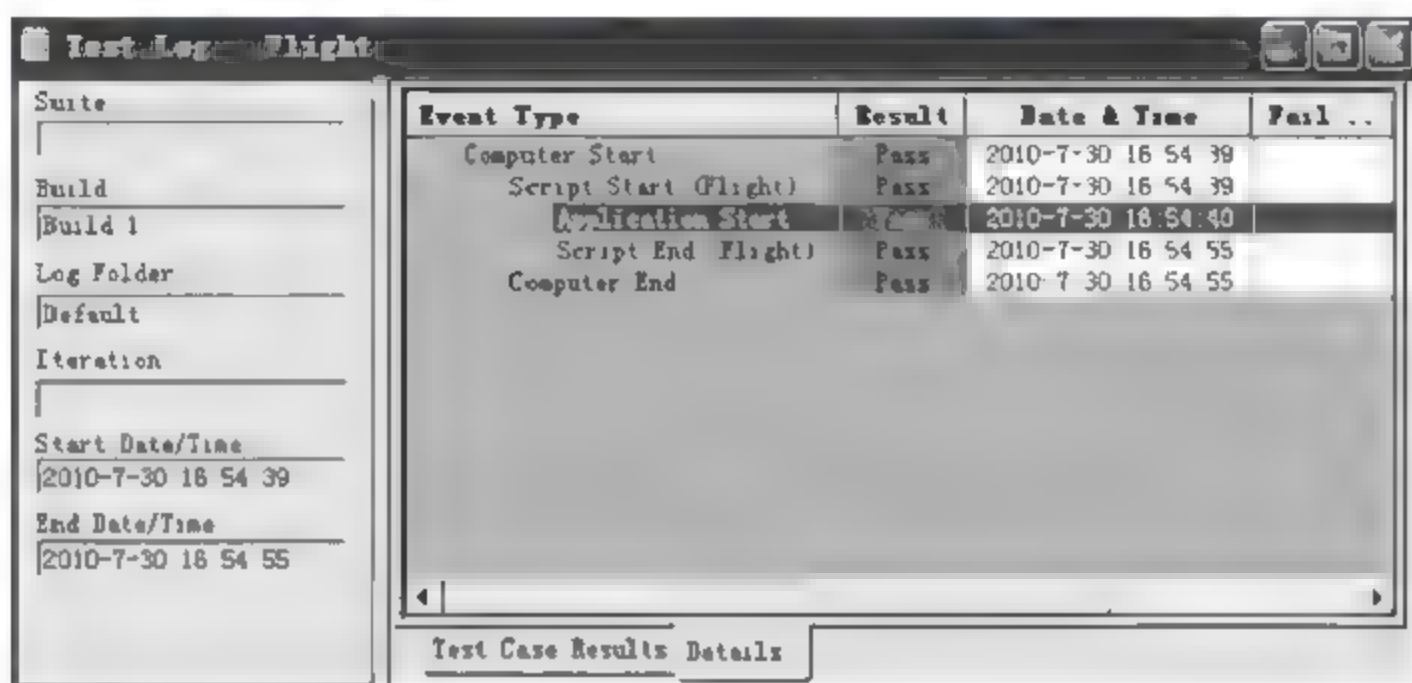 Test Log - Flight
Suite
Build
Build 1
Log Folder
Default
Iteration
Start Date/Time
2010-7-30 16 54 39
End Date/Time
2010-7-30 16 54 55
Event Type Result Date & Time Fail ..
Computer Start Pass 2010-7-30 16 54 39
Script Start (Flight) Pass 2010-7-30 16 54 39
Application Start 2010-7-30 16:54:40
Script End Flight) Pass 2010-7-30 16 54 55
Computer End Pass 2010-7 30 16 54 55
Test Case Results Details